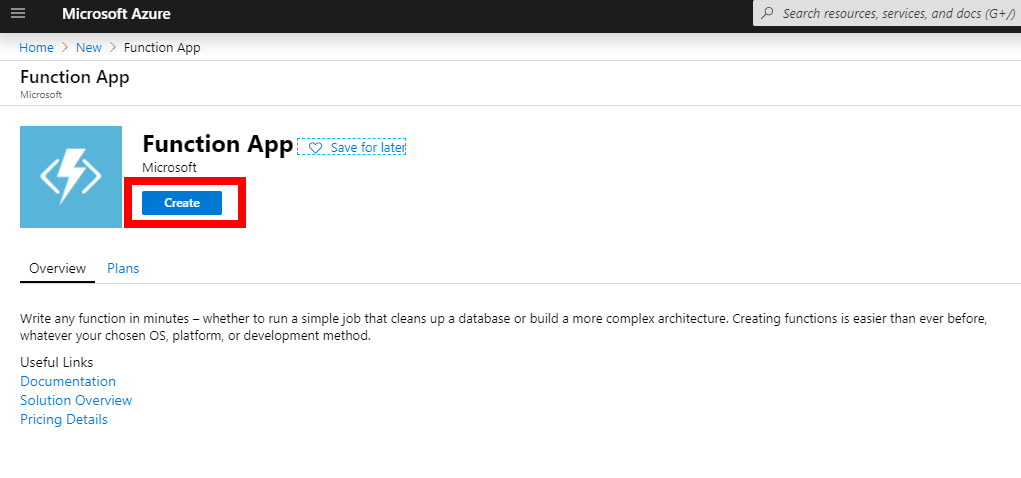 Microsoft Azure
Search resources, services, and docs (G+/)
Home > New > Function App
Function App
Microsoft
Function App
Save for later
Microsoft
Create
Overview Plans
Write any function in minutes – whether to run a simple job that cleans up a database or build a more complex architecture. Creating functions is easier than ever before,
whatever your chosen OS, platform, or development method.
Useful Links
Documentation
Solution Overview
Pricing Details